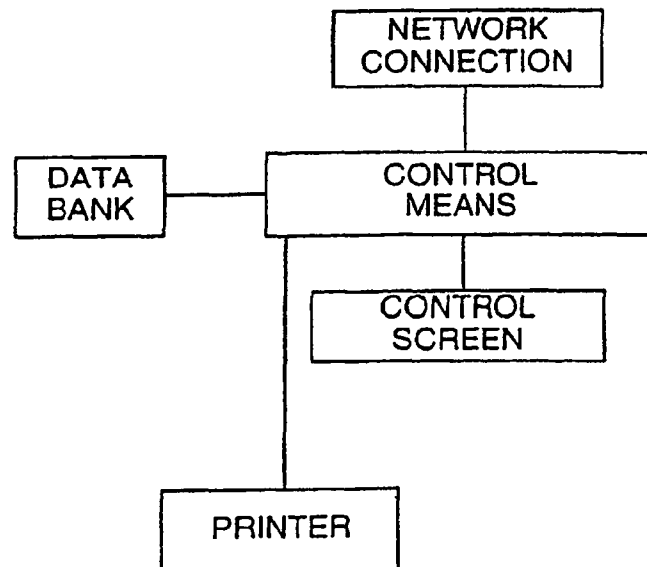 NETWORK
CONNECTION
DATA
BANK
CONTROL
MEANS
CONTROL
SCREEN
PRINTER